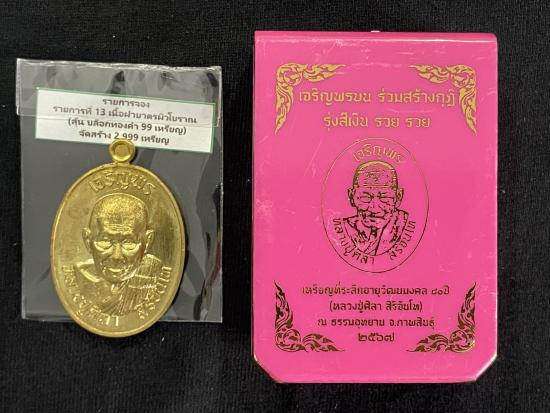 รายการจอง
รายการที่ 13 เนื้อฝาบาตรผิวโบราณ
(ลุ้น บล็อกทองคำ 99 เหรียญ)
จัดสร้าง 2,999 เหรียญ
เจริญพร
หลวงปู่ศิลา สิริจันโท
เจริญพรบน ร่วมสร้างกุฏิ
รุ่งสีเงิน รวย รวย
เจริญพร
หลวงปู่ศิลา สิริจันโท
เหรียญที่ระลึกอายุวัฒนมงคล ๘๐ปี
(หลวงปู่ศิลา สิริจันโท)
ณ ธรรมอุทยาน จ.กาฬสินธุ์
๒๕๖๗